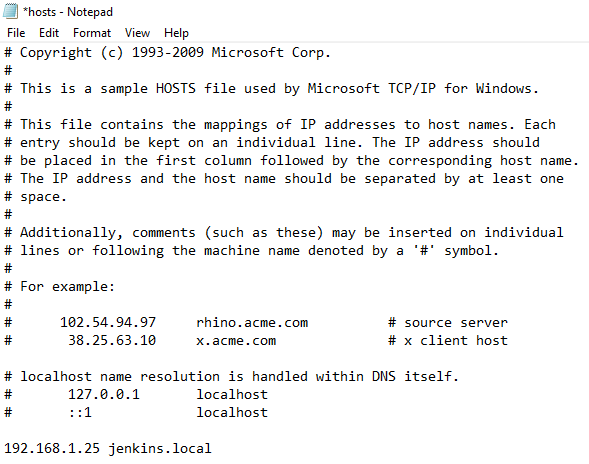 *hosts - Notepad
File Edit Format View Help
# Copyright (c) 1993-2009 Microsoft Corp.
#
# This is a sample HOSTS file used by Microsoft TCP/IP for Windows.
#
# This file contains the mappings of IP addresses to host names. Each
# entry should be kept on an individual line. The IP address should
# be placed in the first column followed by the corresponding host name.
# The IP address and the host name should be separated by at least one
# space.
#
# Additionally, comments (such as these) may be inserted on individual
# lines or following the machine name denoted by a '#' symbol.
#
# For example:
#
#      102.54.94.97     rhino.acme.com          # source server
#       38.25.63.10     x.acme.com              # x client host

# localhost name resolution is handled within DNS itself.
#       127.0.0.1       localhost
#       ::1             localhost

192.168.1.25 jenkins.local